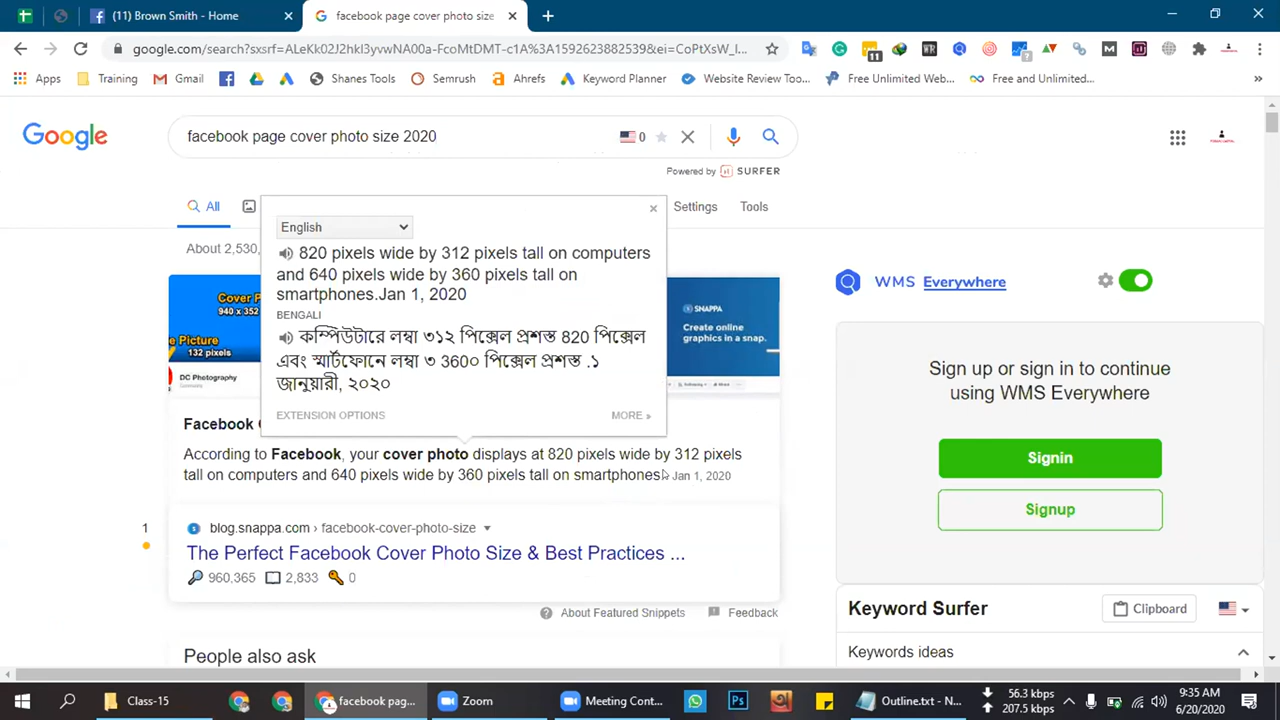 (11) Brown Smith - Home
facebook page cover photo size
google.com/search?sxsrf=ALeKk02J2hkl3yvwNA00a-FcoMtDMT-c1A%3A1592623882539&ei=CoPtXsW_l...
11
Apps
Training
Gmail
Shanes Tools
Semrush
Ahrefs
Keyword Planner
Website Review Too...
Free Unlimited Web...
Free and Unlimited...
»
Google
facebook page cover photo size 2020
0
Powered by SURFER
All
Settings
Tools
About 2,530,
English
820 pixels wide by 312 pixels tall on computers
and 640 pixels wide by 360 pixels tall on
smartphones.Jan 1, 2020
BENGALI
কম্পিউটারে লম্বা ৩১২ পিক্সেল প্রশস্ত 820 পিক্সেল
এবং স্মার্টফোনে লম্বা ৩ 360০ পিক্সেল প্রশস্ত .১
জানুয়ারী, ২০২০
EXTENSION OPTIONS
MORE »
Cover P
940 x 352
e Picture
132 pixels
DC Photography
SNAPPA
Create online
graphics in a snap.
Facebook C
According to Facebook, your cover photo displays at 820 pixels wide by 312 pixels
tall on computers and 640 pixels wide by 360 pixels tall on smartphones. Jan 1, 2020
1
blog.snappa.com › facebook-cover-photo-size
The Perfect Facebook Cover Photo Size & Best Practices ...
960,365
2,833
0
About Featured Snippets
Feedback
People also ask
WMS Everywhere
Sign up or sign in to continue
using WMS Everywhere
Signin
Signup
Keyword Surfer
Clipboard
Keywords ideas
Class-15
facebook pag...
Zoom
Meeting Cont...
Ps
Outline.txt - N...
56.3 kbps
207.5 kbps
9:35 AM
6/20/2020